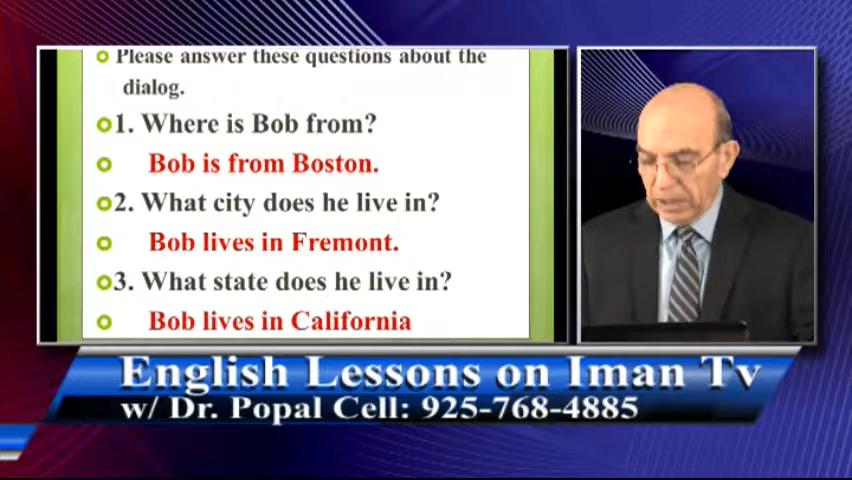 Please answer these questions about the
dialog.
1. Where is Bob from?
Bob is from Boston.
2. What city does he live in?
Bob lives in Fremont.
3. What state does he live in?
Bob lives in California
English Lessons on Iman Tv
w/ Dr. Popal Cell: 925-768-4885